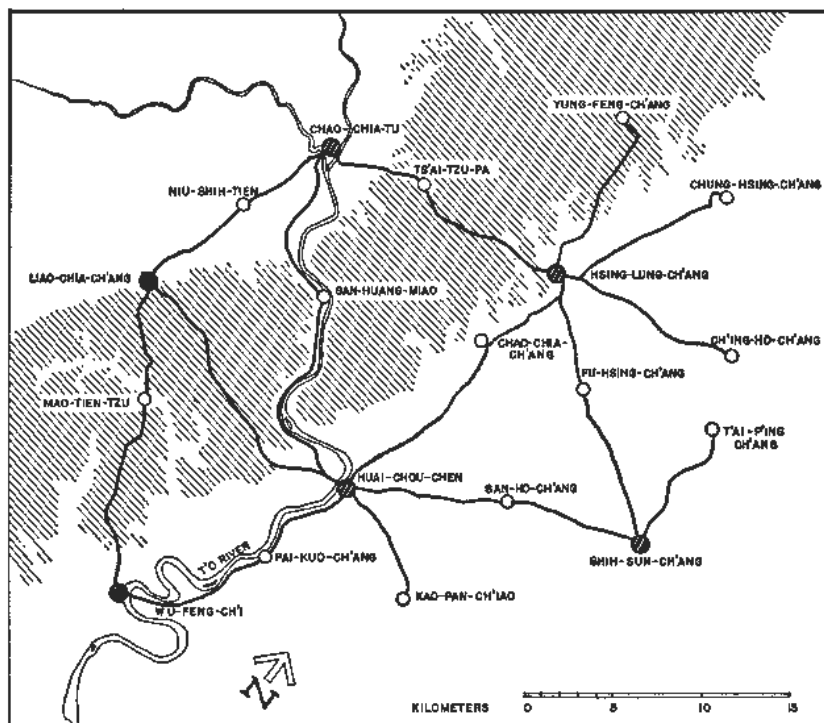 YUNG-FENG-CH'ANG
CHAO-CHIA-TU
TS'AI-TZU-PA
CHUNG-HSING-CH'ANG
NIU-SHIH-TIEN
LIAO-CHIA-CH'ANG
HSING-LUNG-CH'ANG
SAN-HUANG-MIAO
CHAO-CHIA-
CH'ANG
CH'ING-HO-CH'ANG
FU-HSING-CH'ANG
MAO-TIEN-TZU
T'AI-P'ING
CH'ANG
HUAI-CHOU-CHEN
SAN-HO-CH'ANG
T'O RIVER
PAI-KUO-CH'ANG
SHIH-SUN-CH'ANG
WU-FENG-CH'I
KAO-PAN-CH'IAO
N
KILOMETERS 0 5 10 15